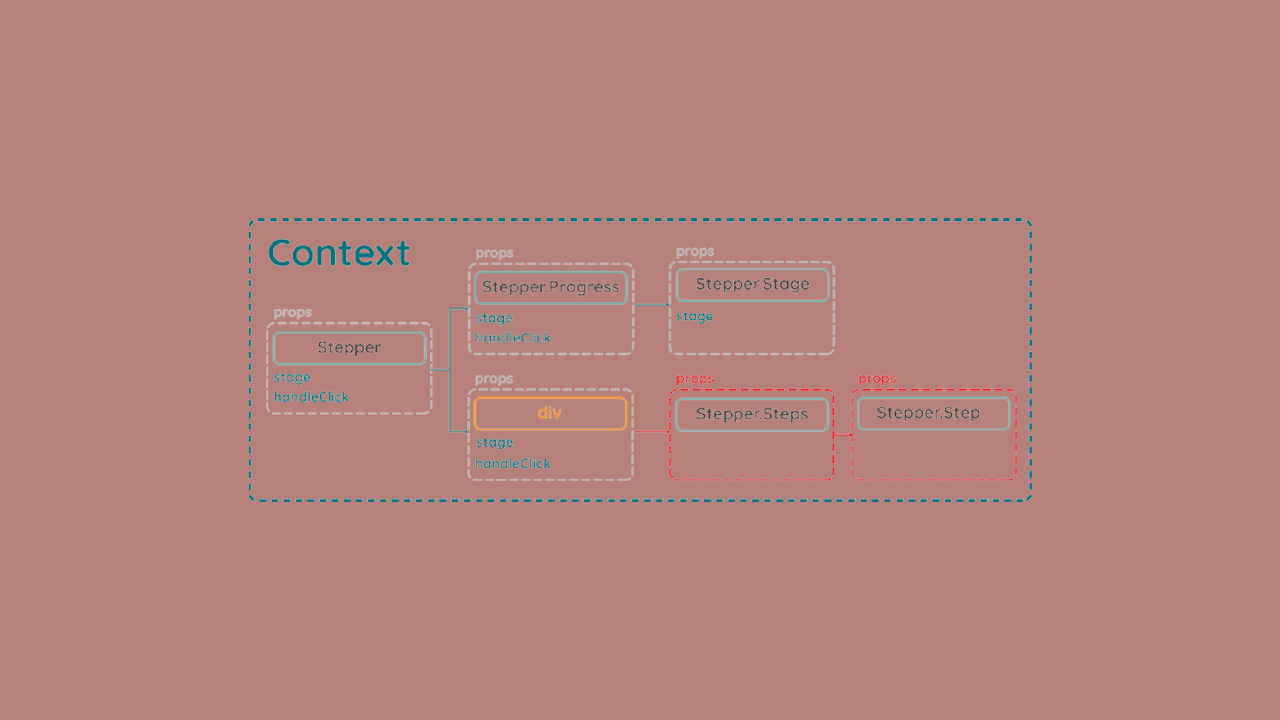 Context
props
Stepper
stage
handleClick
props
Stepper.Progress
stage
handleClick
props
Stepper.Stage
stage
props
div
stage
handleClick
props
Stepper.Steps
props
Stepper.Step